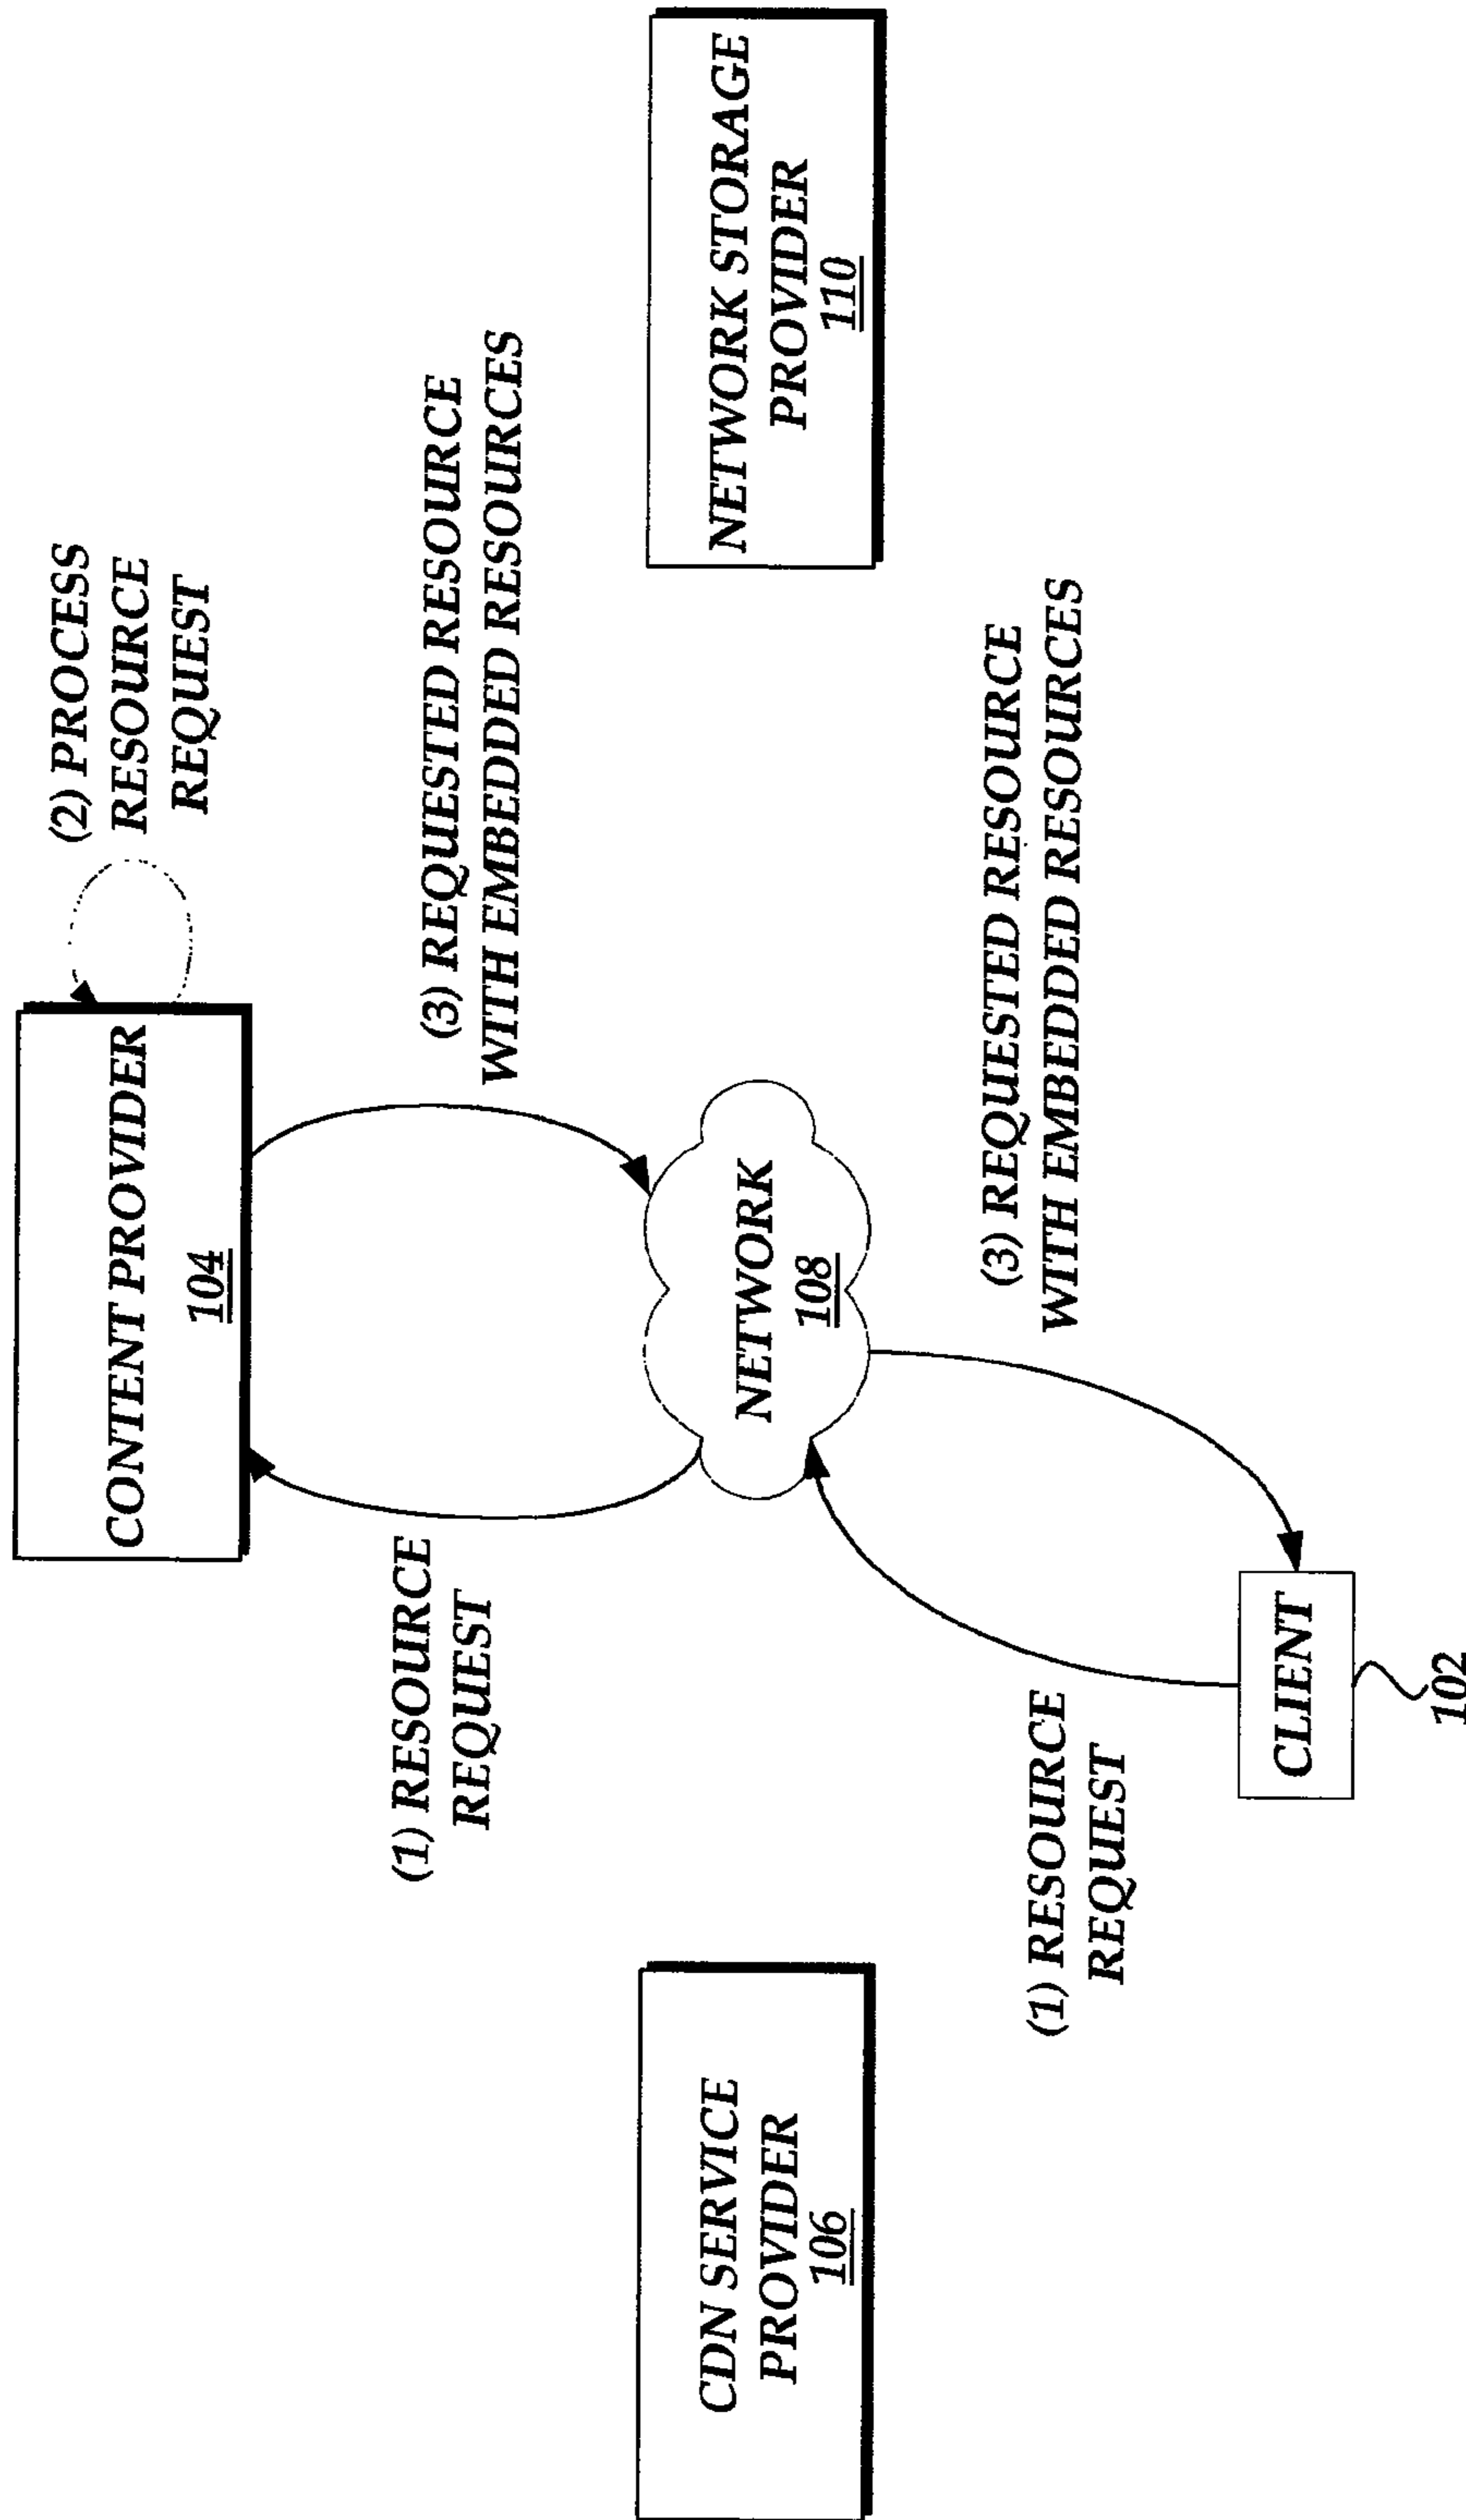 (2) PROCESS
RESOURCE
REQUEST
CONTENT PROVIDER
104
(1) RESOURCE
REQUEST
(3) REQUESTED RESOURCE
WITH EMBEDDED RESOURCES
CDN SERVICE
PROVIDER
106
NETWORK
108
NETWORK STORAGE
PROVIDER
110
(1) RESOURCE
REQUEST
(3) REQUESTED RESOURCE
WITH EMBEDDED RESOURCES
CLIENT
102